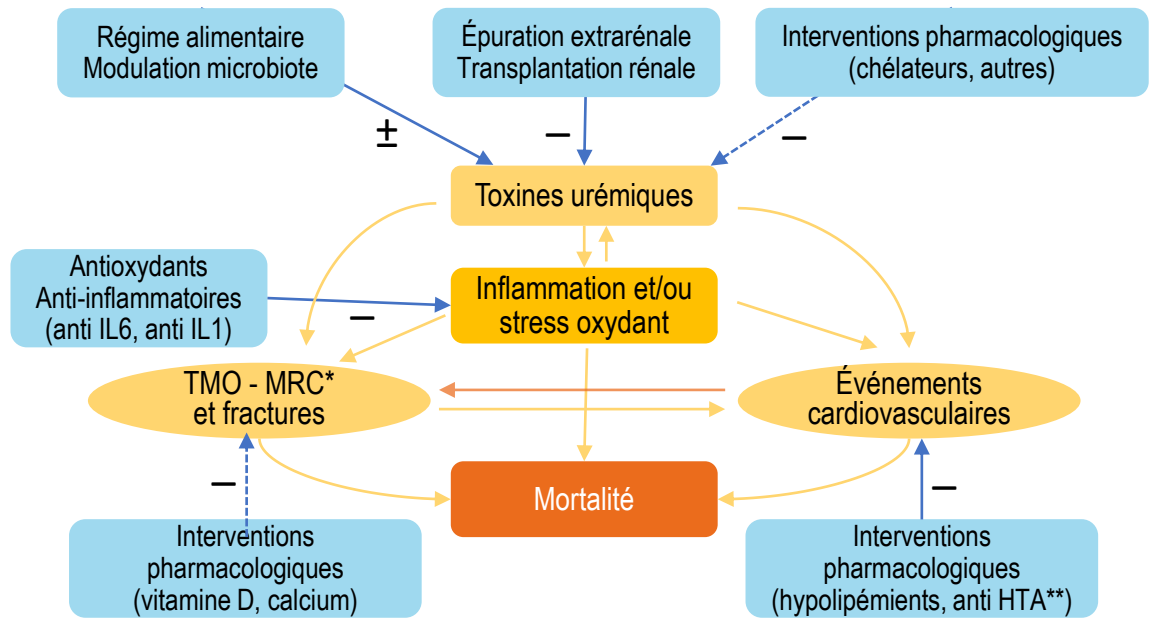 Régime alimentaire
Modulation microbiote
Épuration extrarénale
Transplantation rénale
Interventions pharmacologiques
(chélateurs, autres)
±
–
–
Toxines urémiques
Antioxydants
Anti-inflammatoires
(anti IL6, anti IL1)
–
Inflammation et/ou
stress oxydant
TMO - MRC*
et fractures
Événements
cardiovasculaires
–
Mortalité
–
Interventions
pharmacologiques
(vitamine D, calcium)
Interventions
pharmacologiques
(hypolipémients, anti HTA**)